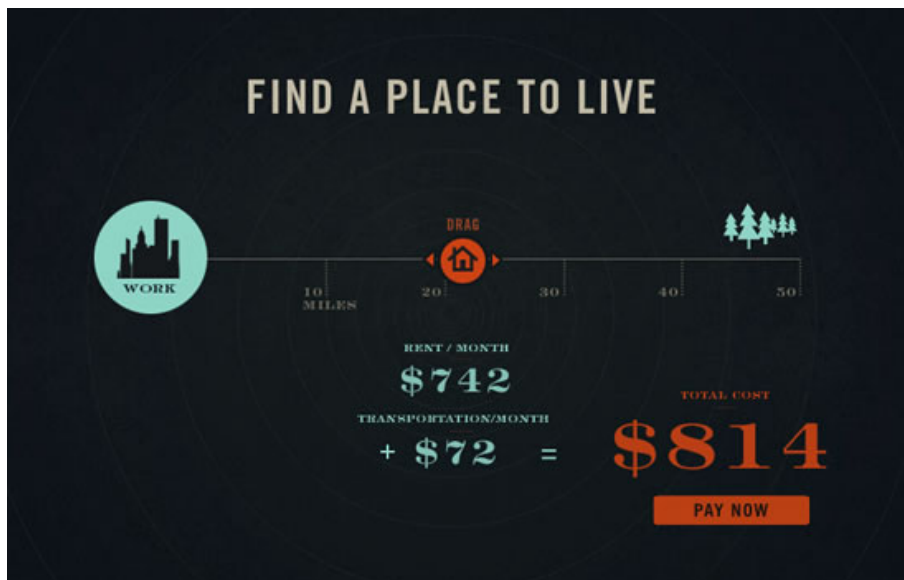 FIND A PLACE TO LIVE
DRAG
WORK
10 20 30 40 50
MILES
RENT / MONTH
$742
TRANSPORTATION/MONTH
+ $72 =
TOTAL COST
$814
PAY NOW